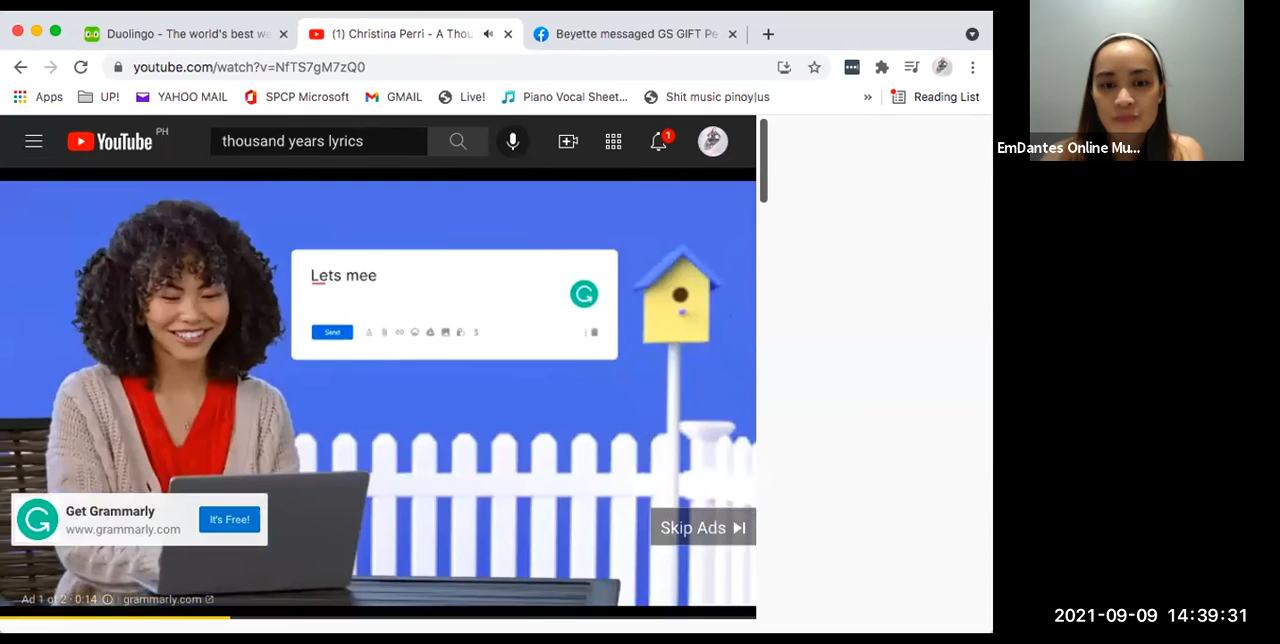 Duolingo - The world's best we
(1) Christina Perri - A Thou
Beyette messaged GS GIFT Pe
youtube.com/watch?v=NfTS7gM7zQ0
Apps
UP!
YAHOO MAIL
SPCP Microsoft
GMAIL
Live!
Piano Vocal Sheet...
Shit music pinoy|us
»
Reading List
YouTube PH
thousand years lyrics
1
EmDantes Online Mu...
Lets mee
Send
Get Grammarly
www.grammarly.com
It's Free!
Skip Ads
Ad 1 of 2 · 0:14
grammarly.com
2021-09-09 14:39:31